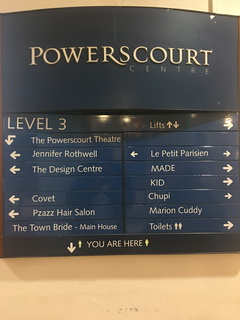 POWERSCOURT
CENTRE
LEVEL 3
The Powerscourt Theatre
Jennifer Rothwell
The Design Centre
Covet
Pzazz Hair Salon
The Town Bride - Main House
Lifts
Le Petit Parisien
MADE
KID
Chupi
Marion Cuddy
Toilets
YOU ARE HERE